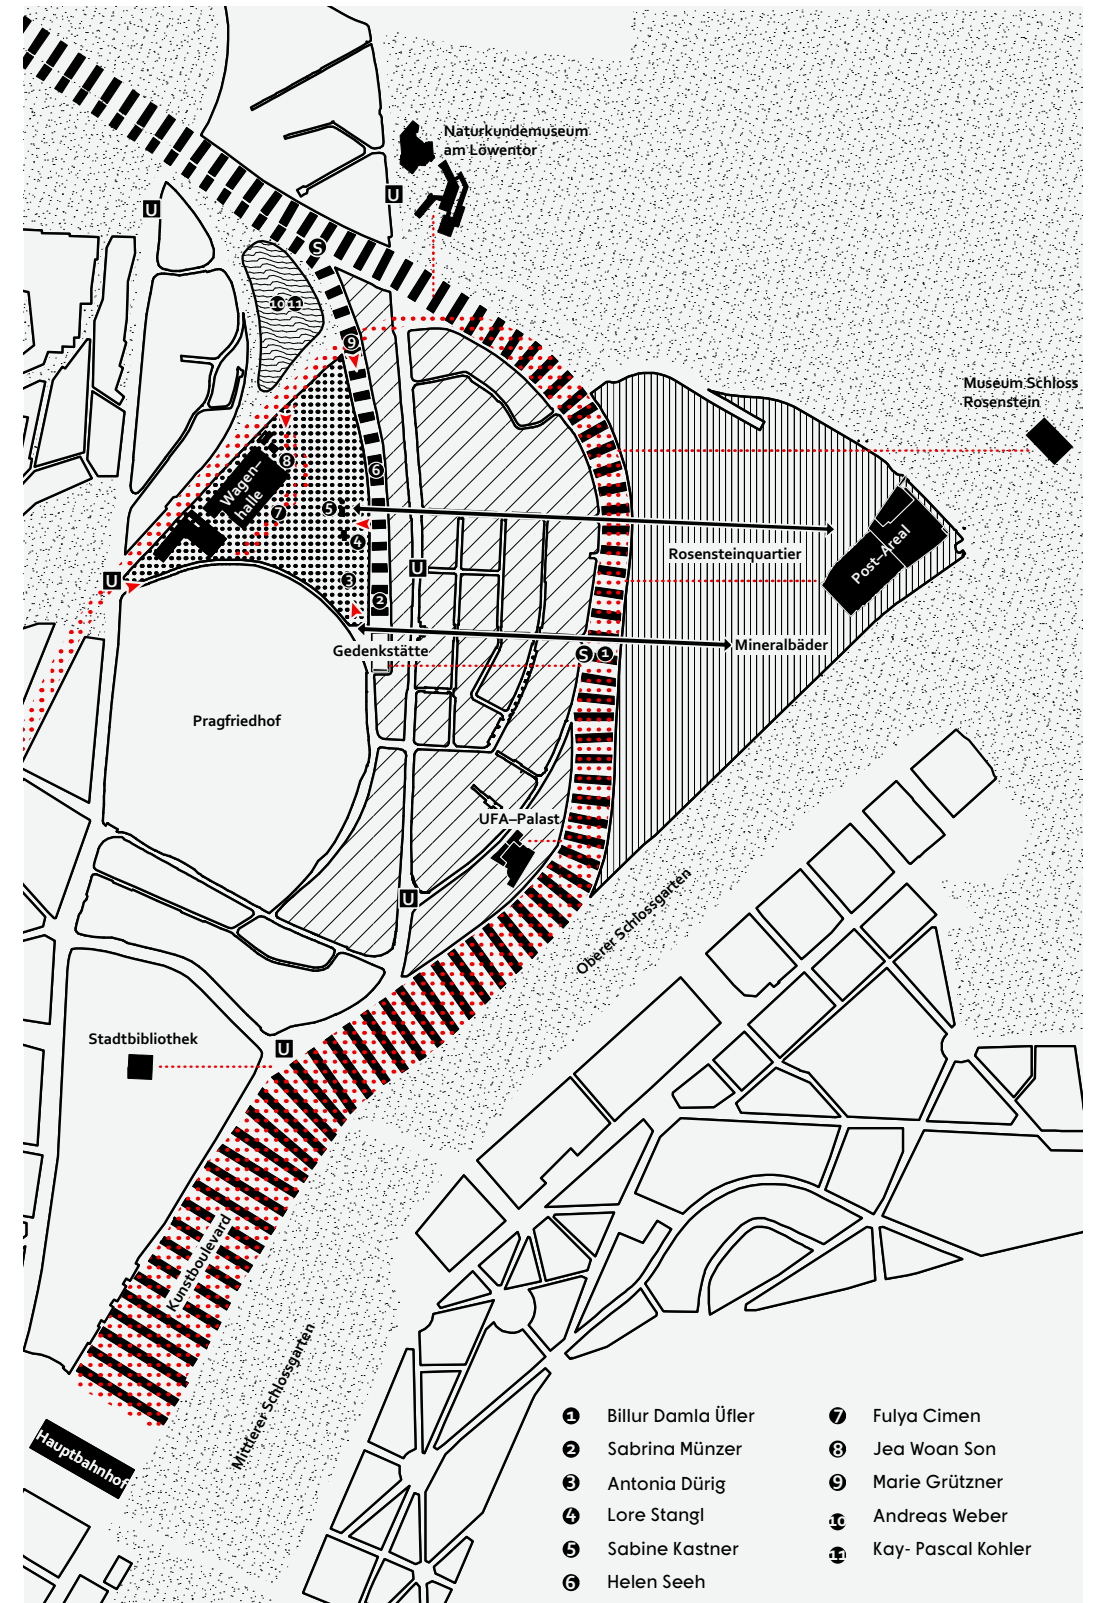 Naturkundemuseum
am Löwentor
U
U
S
10 11
9
Museum Schloss
Rosenstein
8
6
Wagen–
halle
7
5
4
Rosensteinquartier
Post–Areal
U
U
3
2
Gedenkstätte
S 1
Mineralbäder
Pragfriedhof
UFA–Palast
U
Oberer Schlossgarten
Stadtbibliothek
U
Kunstboulevard
Mittlerer Schlossgarten
Hauptbahnhof
1 Billur Damla Üfler
2 Sabrina Münzer
3 Antonia Dürig
4 Lore Stangl
5 Sabine Kastner
6 Helen Seeh
7 Fulya Cimen
8 Jea Woan Son
9 Marie Grützner
10 Andreas Weber
11 Kay- Pascal Kohler